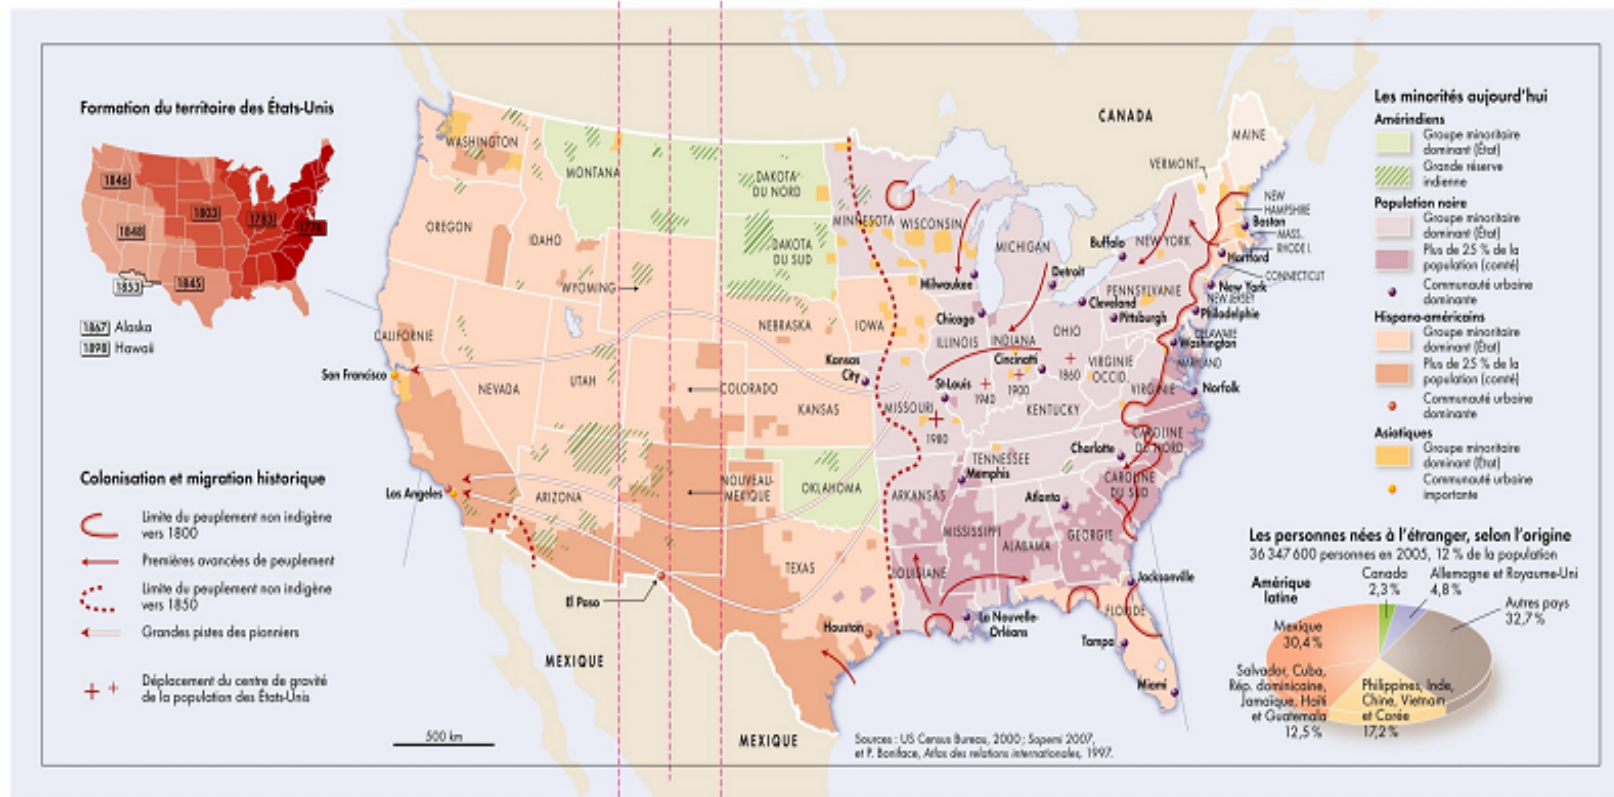 Formation du territoire des États-Unis
1846
1803
1783
1776
1848
1845
1853
1867 Alaska
1898 Hawaii
Colonisation et migration historique
Limite du peuplement non indigène
vers 1800
Premières avancées de peuplement
Limite du peuplement non indigène
vers 1850
Grandes pistes des pionniers
Déplacement du centre de gravité
de la population des États-Unis
CANADA
WASHINGTON
MONTANA
DAKOTA
DU NORD
MINNESOTA
WISCONSIN
MICHIGAN
MAINE
VERMONT
NEW
HAMPSHIRE
Boston
MASS.
RHODE I.
Hartford
CONNECTICUT
OREGON
IDAHO
DAKOTA
DU SUD
WYOMING
Buffalo
NEW YORK
Detroit
Milwaukee
Chicago
Cleveland
PENNSYLVANIE
Pittsburgh
New York
NEW JERSEY
Philadelphie
DELAWARE
Washington
MARYLAND
CALIFORNIE
NEBRASKA
IOWA
ILLINOIS
INDIANA
OHIO
San Francisco
NEVADA
UTAH
COLORADO
KANSAS
Kansas
City
St-Louis
Cincinatti
1860
1900
1940
1980
VIRGINIE
OCCID.
VIRGINIE
Norfolk
MISSOURI
KENTUCKY
CAROLINE
DU NORD
Charlotte
TENNESSEE
Memphis
Los Angeles
ARIZONA
NOUVEAU-
MEXIQUE
OKLAHOMA
ARKANSAS
Atlanta
CAROLINE
DU SUD
MISSISSIPPI
ALABAMA
GEORGIE
TEXAS
LOUISIANE
Jacksonville
El Paso
Houston
La Nouvelle-
Orléans
FLORIDE
Tampa
Miami
MEXIQUE
MEXIQUE
500 km
Sources : US Census Bureau, 2000 ; Sopemi 2007,
et P. Boniface, Atlas des relations internationales, 1997.
Les minorités aujourd'hui
Amérindiens
Groupe minoritaire
dominant (État)
Grande réserve
indienne
Population noire
Groupe minoritaire
dominant (État)
Plus de 25 % de la
population (comté)
Communauté urbaine
dominante
Hispano-américains
Groupe minoritaire
dominant (État)
Plus de 25 % de la
population (comté)
Communauté urbaine
dominante
Asiatiques
Groupe minoritaire
dominant (État)
Communauté urbaine
importante
Les personnes nées à l'étranger, selon l'origine
36 347 600 personnes en 2005, 12 % de la population
Amérique
latine
Canada
2,3 %
Allemagne et Royaume-Uni
4,8 %
Autres pays
32,7 %
Mexique
30,4 %
Salvador, Cuba,
Rép. dominicaine,
Jamaïque, Haïti
et Guatemala
12,5 %
Philippines, Inde,
Chine, Vietnam
et Corée
17,2 %